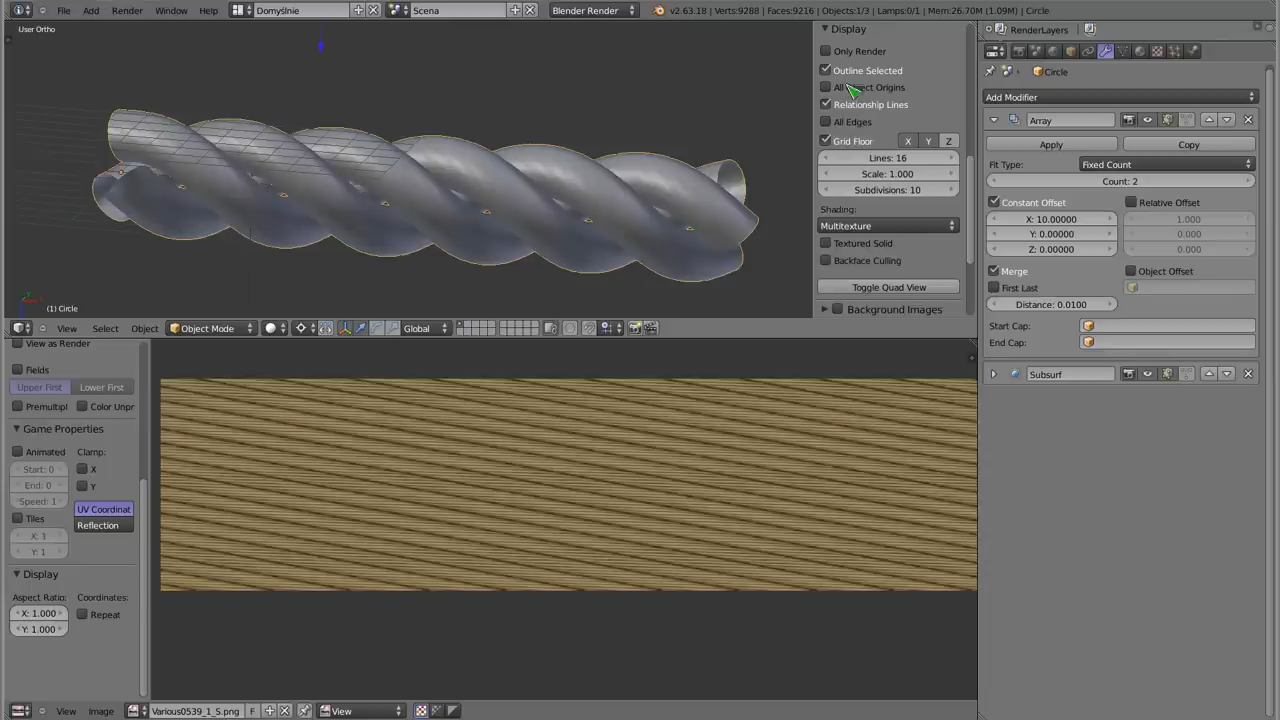 File Add Render Window Help Domyślnie Scena Blender Render v2.63.18 | Verts:9288 | Faces:9216 | Objects:1/3 | Lamps:0/1 | Mem:26.70M (1.09M) | Circle
User Ortho
(1) Circle
View Select Object Object Mode Global
Display
Only Render
Outline Selected
All Object Origins
Relationship Lines
All Edges
Grid Floor X Y Z
Lines: 16
Scale: 1.000
Subdivisions: 10
Shading:
Multitexture
Textured Solid
Backface Culling
Toggle Quad View
Background Images
RenderLayers
Circle
Add Modifier
Array
Apply Copy
Fit Type: Fixed Count
Count: 2
Constant Offset Relative Offset
X: 10.00000 1.000
Y: 0.00000 0.000
Z: 0.00000 0.000
Merge Object Offset
First Last
Distance: 0.0100
Start Cap:
End Cap:
Subsurf
View as Render
Fields
Upper First Lower First
Premultipl Color Unpr
Game Properties
Animated Clamp:
Start: 0 X
End: 0 Y
Speed: 1 UV Coordinat
Tiles Reflection
X: 1
Y: 1
Display
Aspect Ratio: Coordinates:
X: 1.000 Repeat
Y: 1.000
View Image Various0539_1_S.png F View